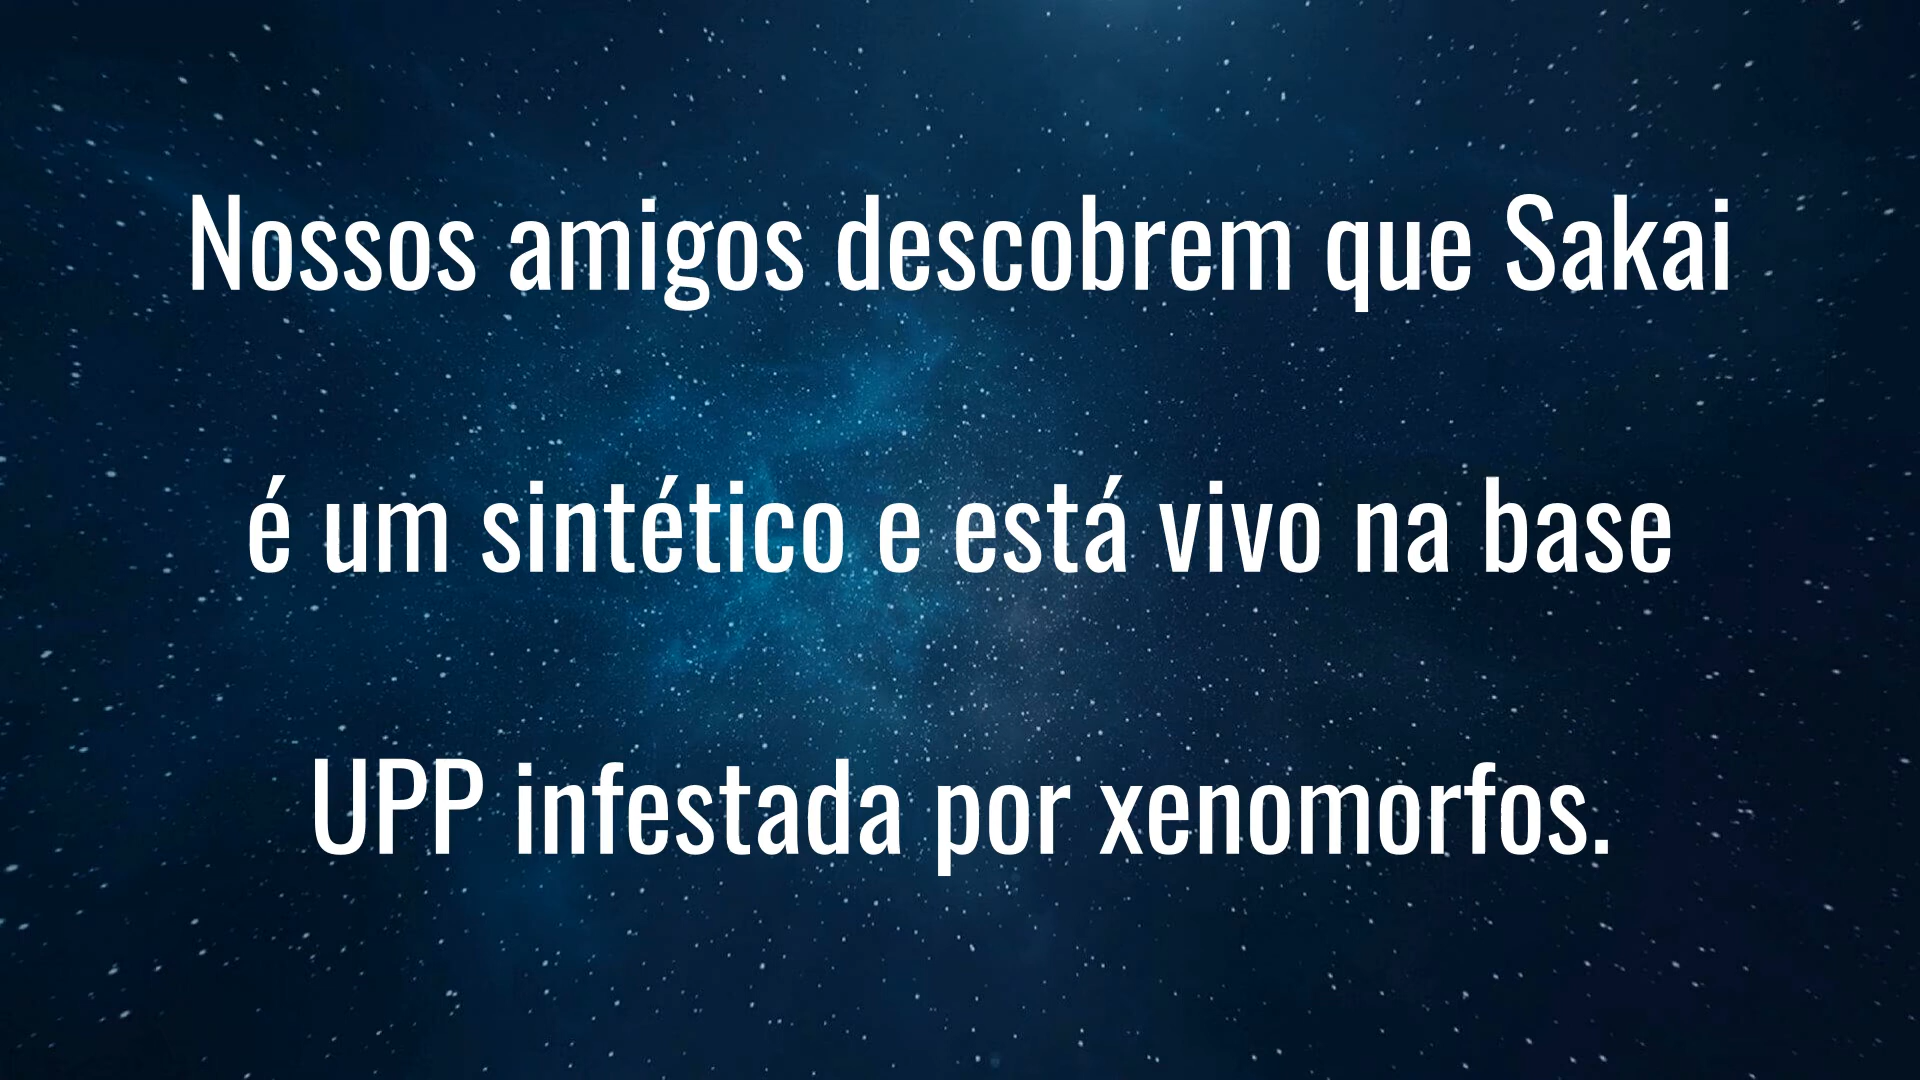 Nossos amigos descobrem que Sakai
é um sintético e está vivo na base
UPP infestada por xenomorfos.